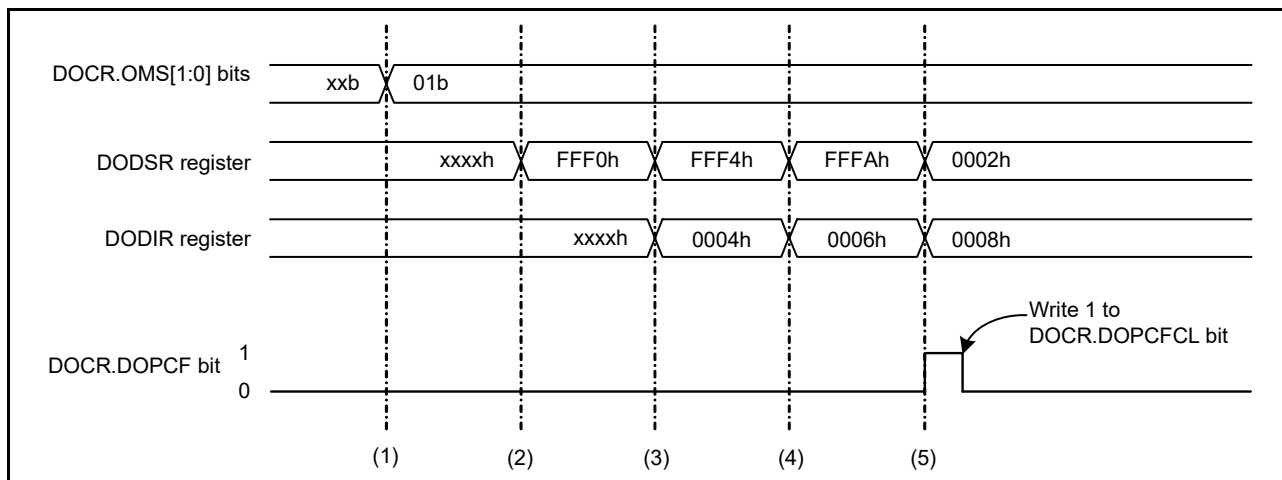 DOCR.OMS[1:0] bits
xxb
01b
DODSR register
xxxxh
FFF0h
FFF4h
FFFAh
0002h
DODIR register
xxxxh
0004h
0006h
0008h
Write 1 to
DOCR.DOPCFCL bit
DOCR.DOPCF bit
1
0
(1)
(2)
(3)
(4)
(5)